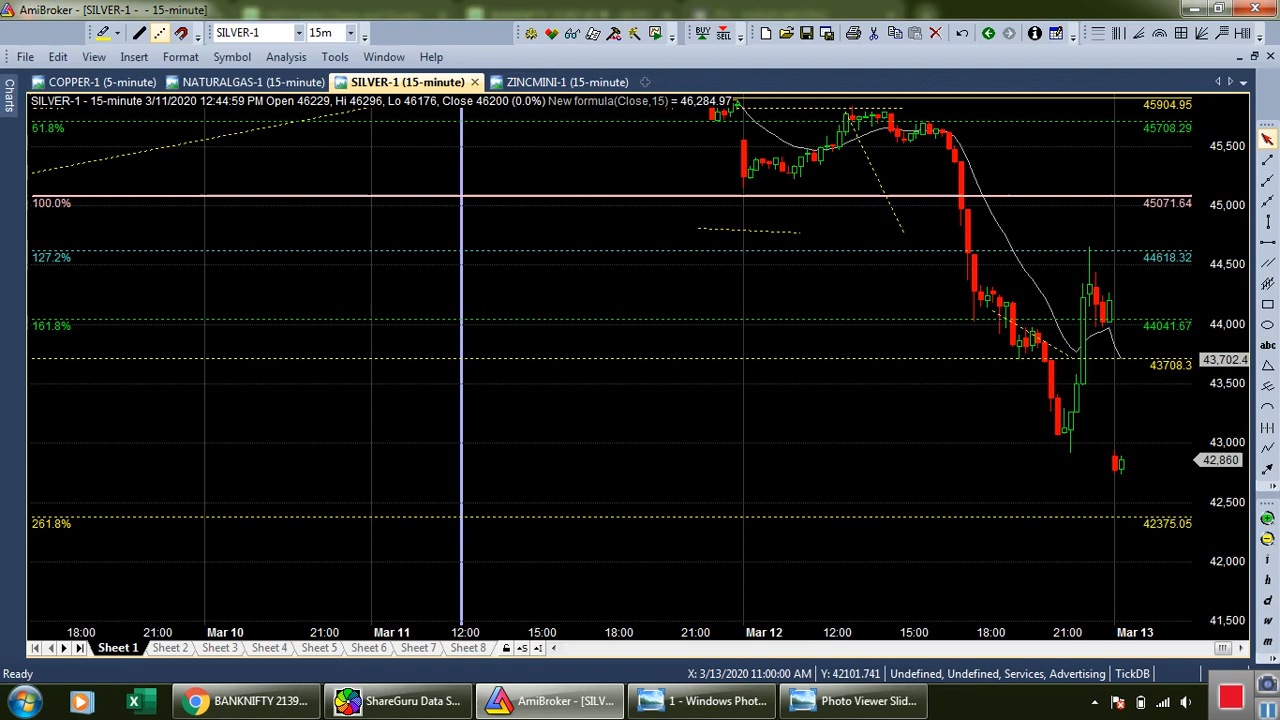 AmiBroker - [SILVER-1 - - 15-minute]
SILVER-1 15m BUY SELL
File Edit View Insert Format Symbol Analysis Tools Window Help
Charts
COPPER-1 (5-minute) NATURALGAS-1 (15-minute) SILVER-1 (15-minute) ZINCMINI-1 (15-minute)
SILVER-1 - 15-minute 3/11/2020 12:44:59 PM Open 46229, Hi 46296, Lo 46176, Close 46200 (0.0%) New formula(Close,15) = 46,284.97
45904.95
61.8% 45708.29
45,500
100.0% 45071.64 45,000
127.2% 44618.32
44,500
161.8% 44041.67 44,000
43708.3 43,702.4
43,500
43,000
42,860
42,500
261.8% 42375.05
42,000
41,500
18:00 21:00 Mar 10 21:00 Mar 11 12:00 15:00 18:00 21:00 Mar 12 12:00 15:00 18:00 21:00 Mar 13
Sheet 1 Sheet 2 Sheet 3 Sheet 4 Sheet 5 Sheet 6 Sheet 7 Sheet 8
abc
i
h
d
w
m
Ready X: 3/13/2020 11:00:00 AM Y: 42101.741 Undefined, Undefined, Services, Advertising TickDB
BANKNIFTY 2139... ShareGuru Data S... AmiBroker - [SILV... 1 - Windows Phot... Photo Viewer Slid...